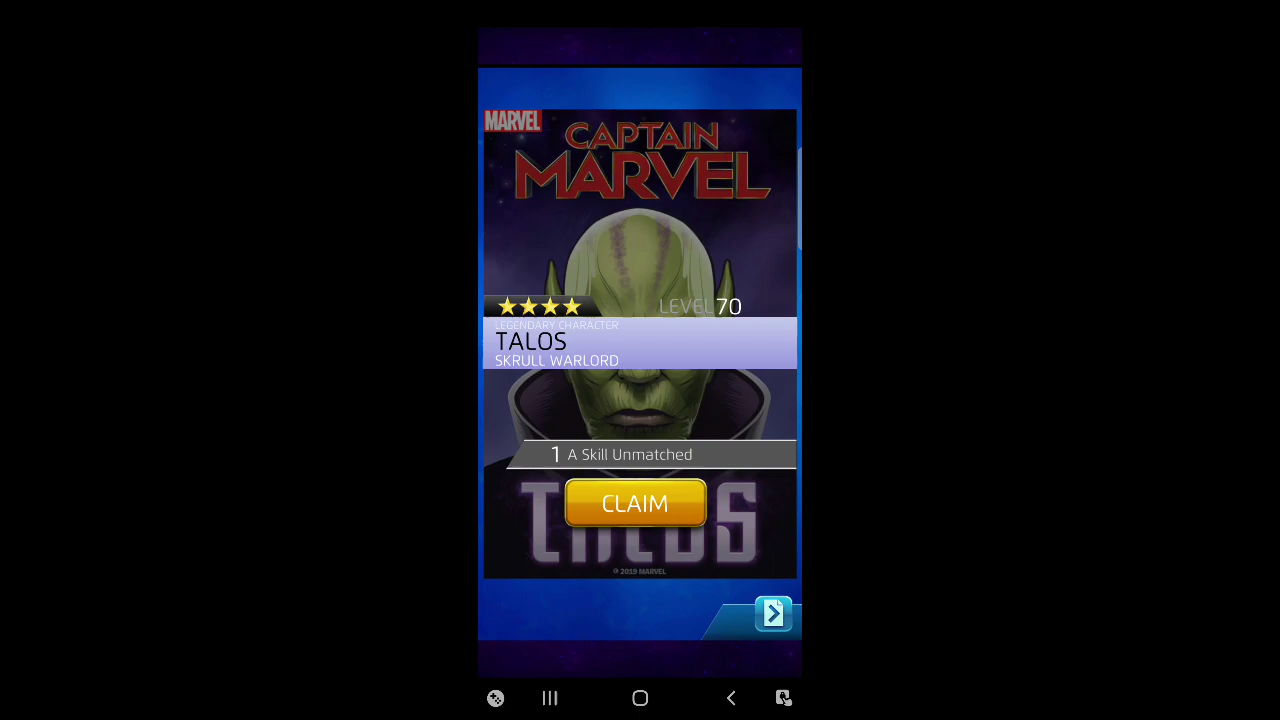 MARVEL
CAPTAIN
MARVEL
LEVEL 70
LEGENDARY CHARACTER
TALOS
SKRULL WARLORD
1 A Skill Unmatched
CLAIM
TALOS
© 2019 MARVEL